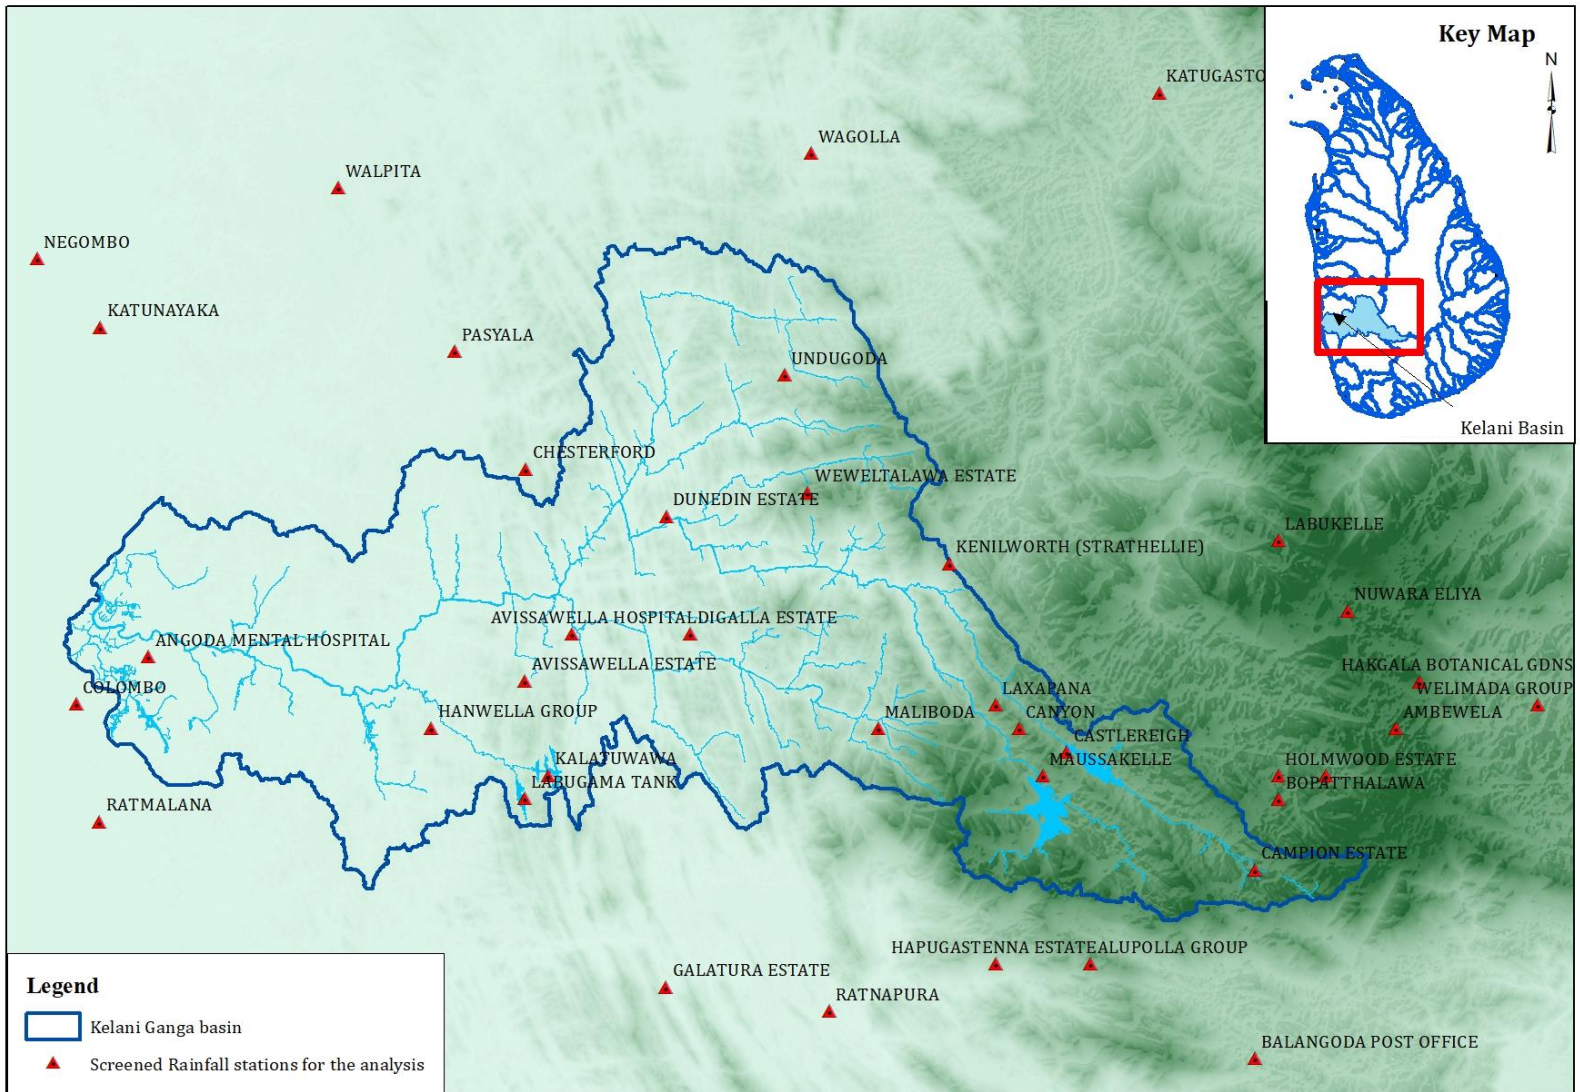 Key Map
N
KATUGASTO
WAGOLLA
WALPITA
NEGOMBO
KATUNAYAKA
PASYALA
UNDUGODA
Kelani Basin
CHESTERFORD
WEWELTALAWA ESTATE
DUNEDIN ESTATE
LABUKELLE
KENILWORTH (STRATHELLIE)
NUWARA ELIYA
AVISSAWELLA HOSPITAL
DIGALLA ESTATE
ANGODA MENTAL HOSPITAL
AVISSAWELLA ESTATE
HAKGALA BOTANICAL GDNS
COLOMBO
LAXAPANA
WELIMADA GROUP
HANWELLA GROUP
MALIBODA
CANYON
AMBEWELA
CASTLEREIGH
KALATUWAWA
MAUSSAKELLE
HOLMWOOD ESTATE
LABUGAMA TANK
BOPATTHALAWA
RATMALANA
CAMPION ESTATE
HAPUGASTENNA ESTATE
ALUPOLLA GROUP
GALATURA ESTATE
RATNAPURA
BALANGODA POST OFFICE
Legend
Kelani Ganga basin
Screened Rainfall stations for the analysis